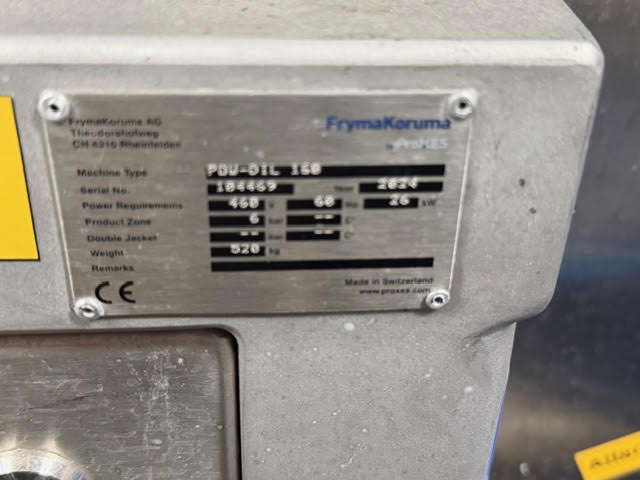 FrymaKoruma AG
Theodorshofweg
CH 4310 Rheinfelden
FrymaKoruma
by ProXES
Machine Type PDW-DIL 160
Serial No. 104469 Year 2024
Power Requirements 460 V 60 Hz 26 kW
Product Zone 6 bar -- C°
Double Jacket -- bar -- C°
Weight 520 kg
Remarks
CE
Made in Switzerland
www.proxes.com